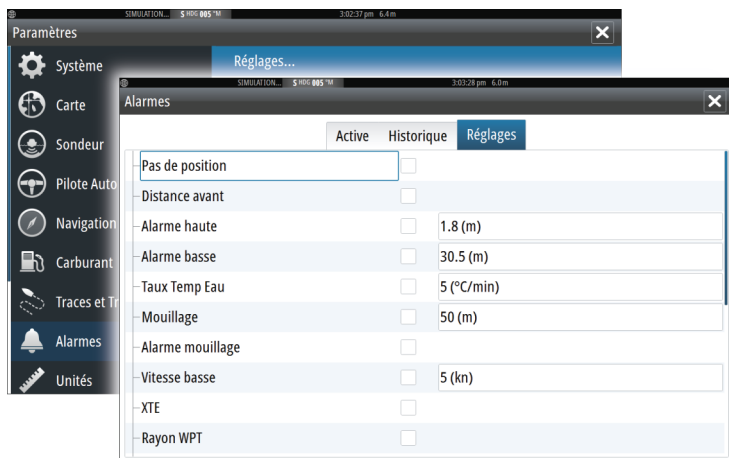 SIMULATION... S HDG 005 °M 3:02:37 pm 6.4 m
Paramètres
Système
Réglages...
Carte
Sondeur
Pilote Auto
Navigation
Carburant
Traces et Tr
Alarmes
Unités
SIMULATION... S HDG 005 °M 3:03:28 pm 6.0 m
Alarmes
Active Historique Réglages
Pas de position
Distance avant
Alarme haute 1.8 (m)
Alarme basse 30.5 (m)
Taux Temp Eau 5 (°C/min)
Mouillage 50 (m)
Alarme mouillage
Vitesse basse 5 (kn)
XTE
Rayon WPT